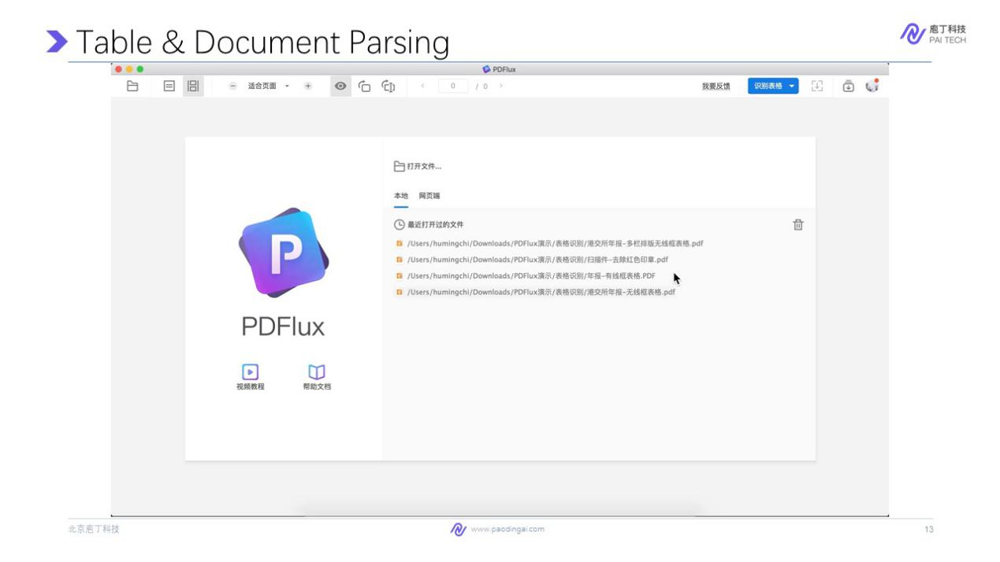 Table & Document Parsing
庖丁科技
PAI TECH
PDFlux
适合页面
0 / 0
我要反馈
识别表格
打开文件...
本地 网页端
最近打开过的文件
/Users/humingchi/Downloads/PDFlux演示/表格识别/港交所年报-多栏排版无线框表格.pdf
/Users/humingchi/Downloads/PDFlux演示/表格识别/扫描件-去除红色印章.pdf
/Users/humingchi/Downloads/PDFlux演示/表格识别/年报-有线框表格.PDF
/Users/humingchi/Downloads/PDFlux演示/表格识别/港交所年报-无线框表格.pdf
P
PDFlux
视频教程 帮助文档
北京庖丁科技
www.paodingai.com
13